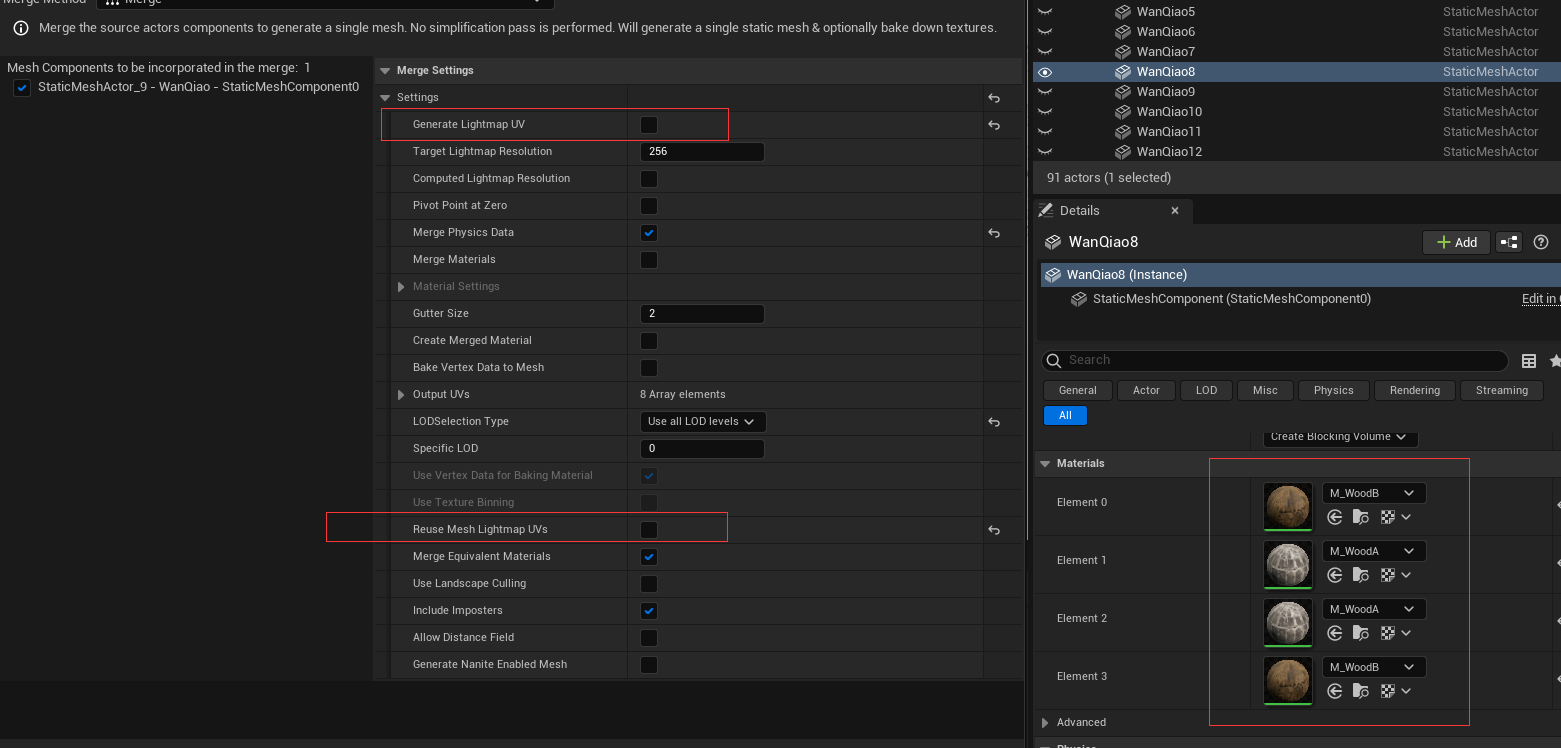 Merge
Merge the source actors components to generate a single mesh. No simplification pass is performed. Will generate a single static mesh & optionally bake down textures.
Mesh Components to be incorporated in the merge: 1
StaticMeshActor_9 - WanQiao - StaticMeshComponent0
Merge Settings
Settings
Generate Lightmap UV
Target Lightmap Resolution 256
Computed Lightmap Resolution
Pivot Point at Zero
Merge Physics Data
Merge Materials
Material Settings
Gutter Size 2
Create Merged Material
Bake Vertex Data to Mesh
Output UVs 8 Array elements
LODSelection Type Use all LOD levels
Specific LOD 0
Use Vertex Data for Baking Material
Use Texture Binning
Reuse Mesh Lightmap UVs
Merge Equivalent Materials
Use Landscape Culling
Include Imposters
Allow Distance Field
Generate Nanite Enabled Mesh
WanQiao5 StaticMeshActor
WanQiao6 StaticMeshActor
WanQiao7 StaticMeshActor
WanQiao8 StaticMeshActor
WanQiao9 StaticMeshActor
WanQiao10 StaticMeshActor
WanQiao11 StaticMeshActor
WanQiao12 StaticMeshActor
91 actors (1 selected)
Details
WanQiao8 Add
WanQiao8 (Instance)
StaticMeshComponent (StaticMeshComponent0) Edit in
Search
General Actor LOD Misc Physics Rendering Streaming
All
Create Blocking Volume
Materials
Element 0 M_WoodB
Element 1 M_WoodA
Element 2 M_WoodA
Element 3 M_WoodB
Advanced